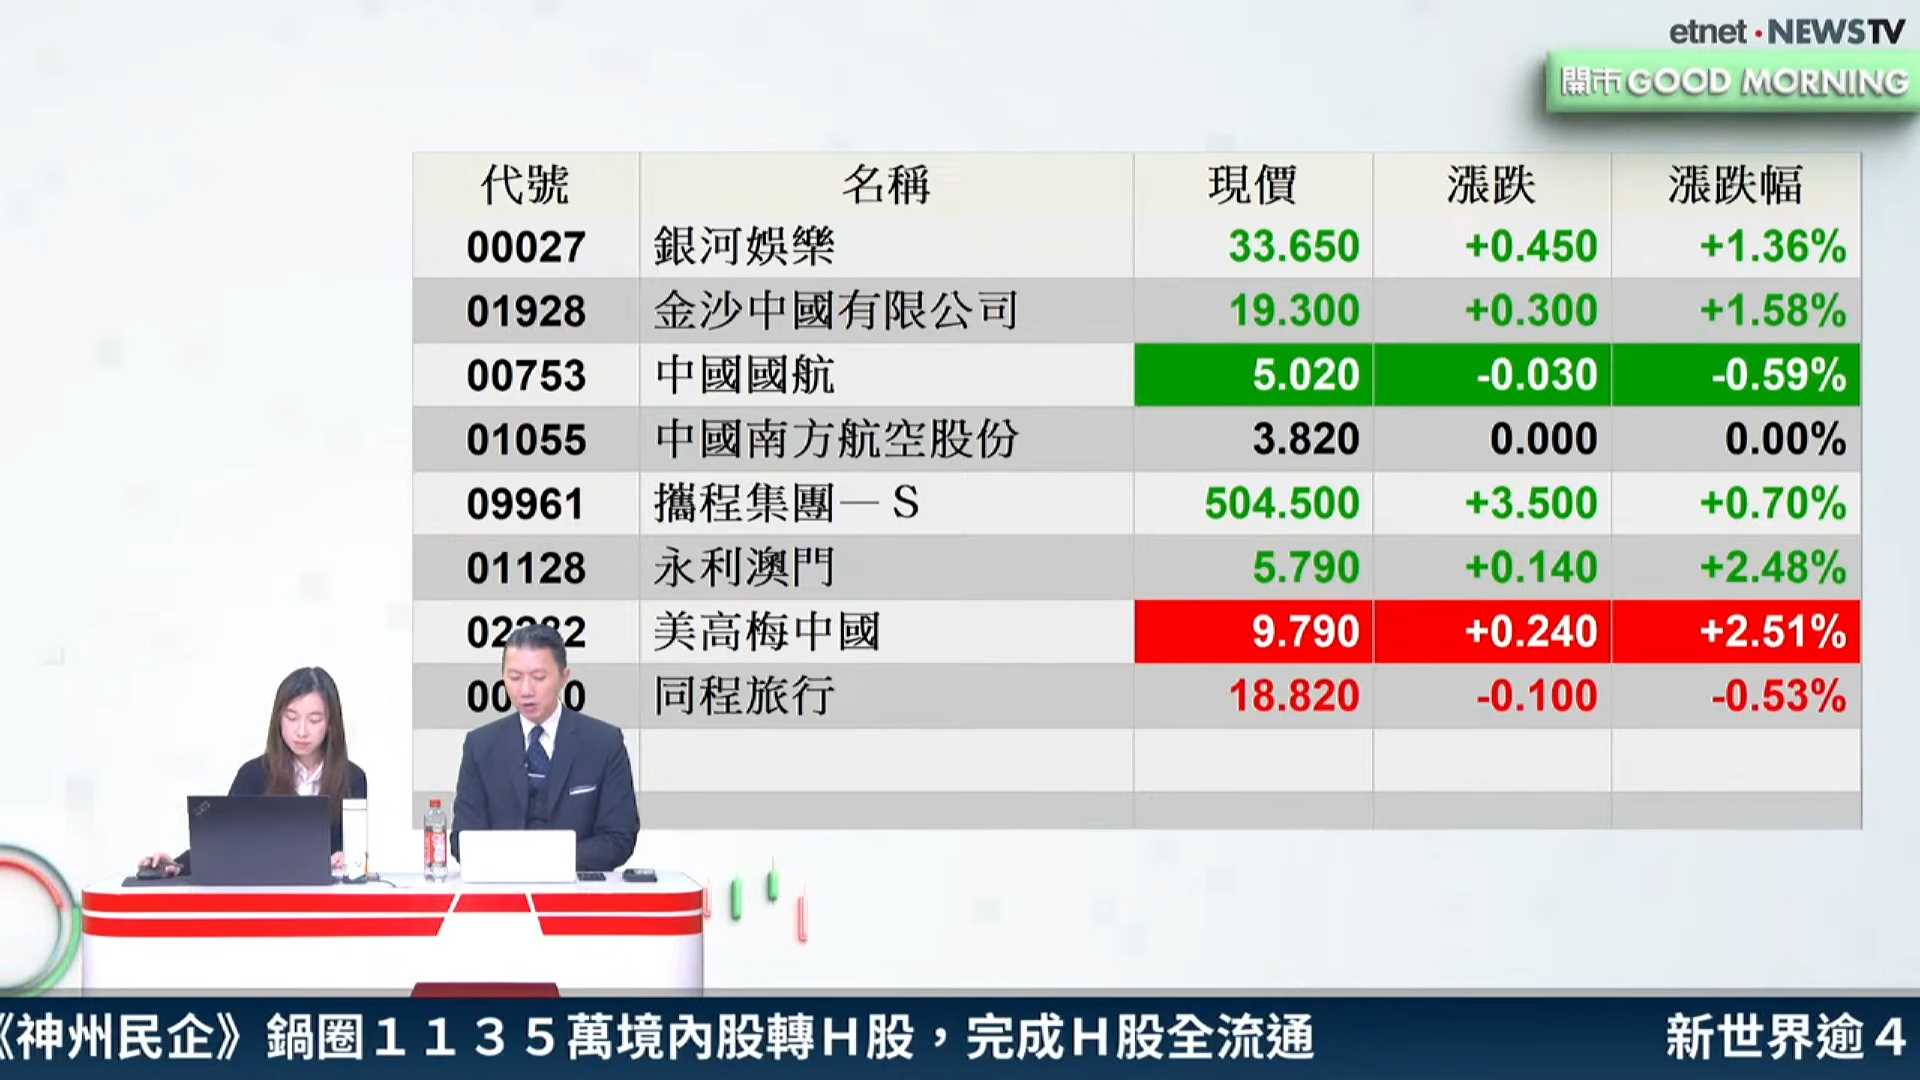 etnet·NEWSTV
開市GOOD MORNING
代號 名稱 現價 漲跌 漲跌幅
00027 銀河娛樂 33.650 +0.450 +1.36%
01928 金沙中國有限公司 19.300 +0.300 +1.58%
00753 中國國航 5.020 -0.030 -0.59%
01055 中國南方航空股份 3.820 0.000 0.00%
09961 攜程集團—S 504.500 +3.500 +0.70%
01128 永利澳門 5.790 +0.140 +2.48%
美高梅中國 9.790 +0.240 +2.51%
同程旅行 18.820 -0.100 -0.53%
《神州民企》鍋圈１１３５萬境內股轉Ｈ股，完成Ｈ股全流通 新世界逾４